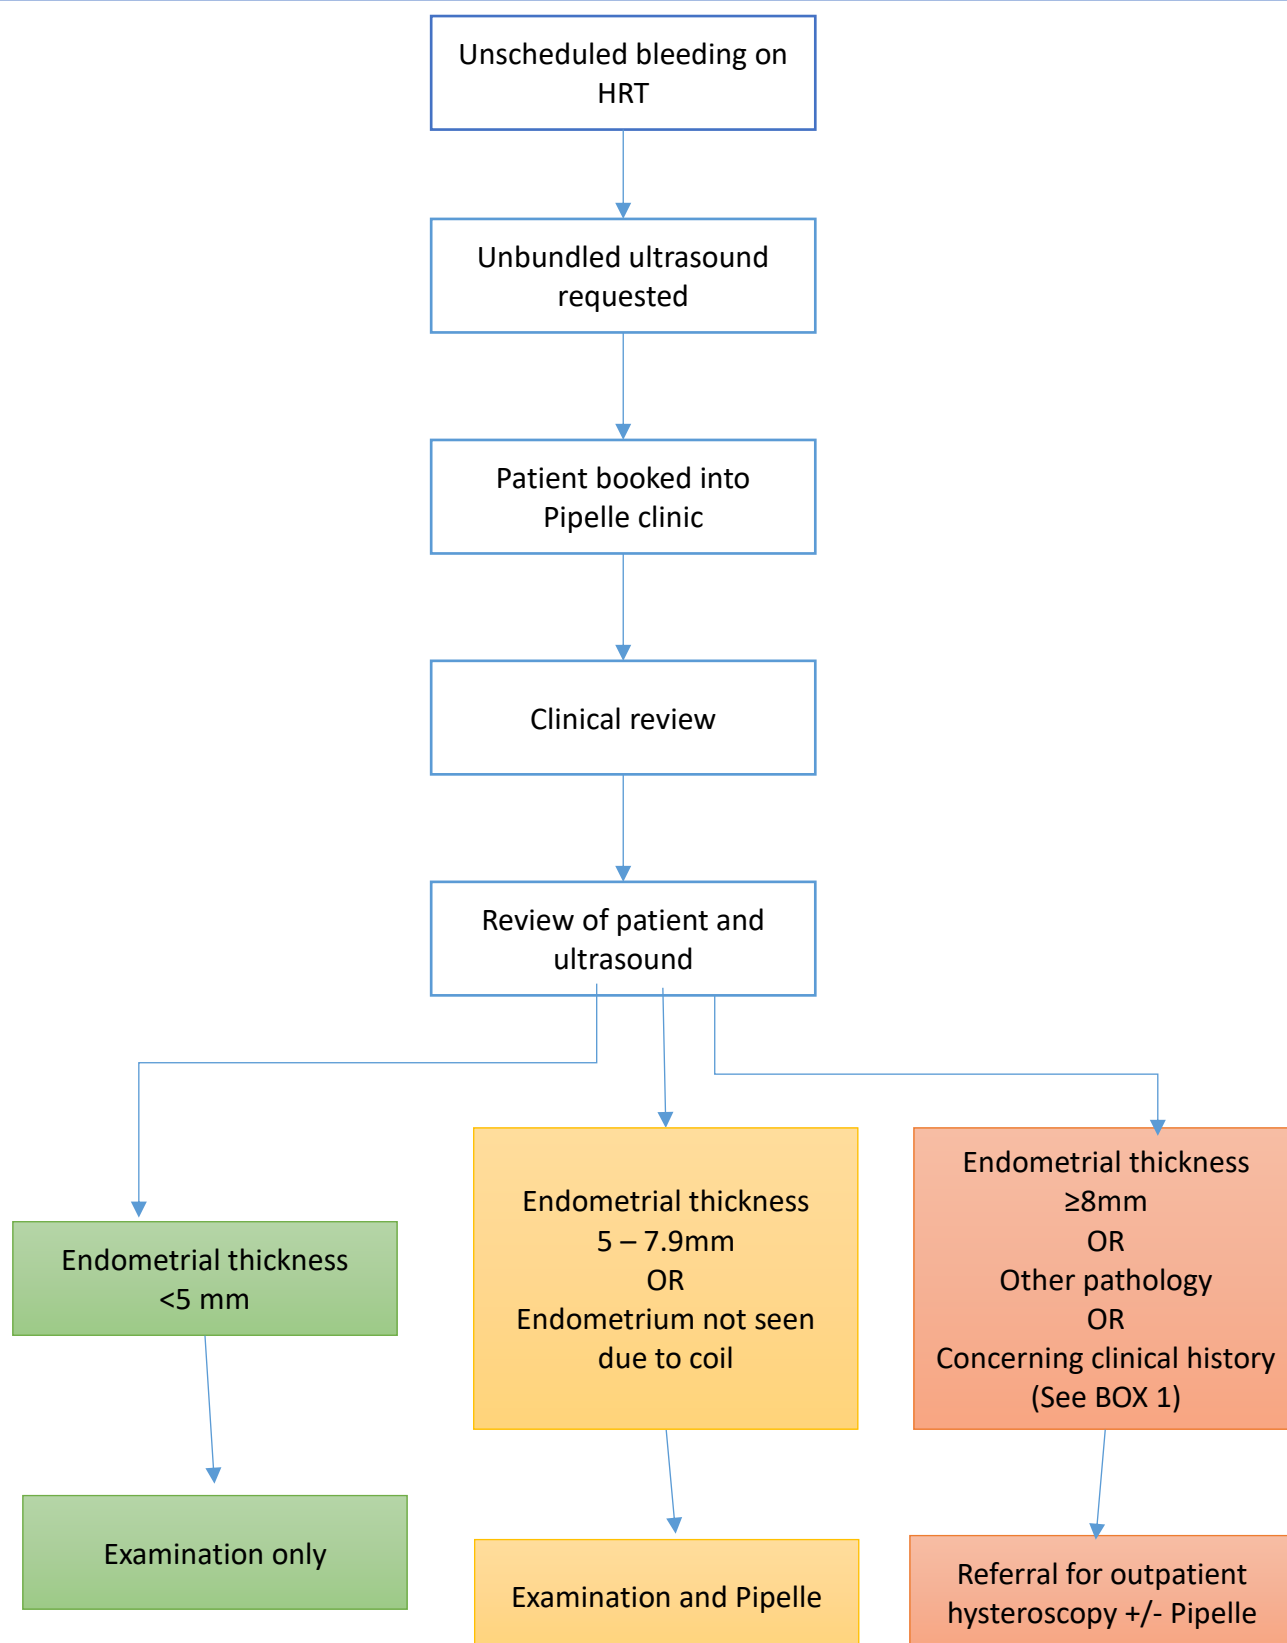 Unscheduled bleeding on
HRT
Unbundled ultrasound
requested
Patient booked into
Pipelle clinic
Clinical review
Review of patient and
ultrasound
Endometrial thickness
<5 mm
Endometrial thickness
5 – 7.9mm
OR
Endometrium not seen
due to coil
Endometrial thickness
≥8mm
OR
Other pathology
OR
Concerning clinical history
(See BOX 1)
Examination only
Examination and Pipelle
Referral for outpatient
hysteroscopy +/- Pipelle